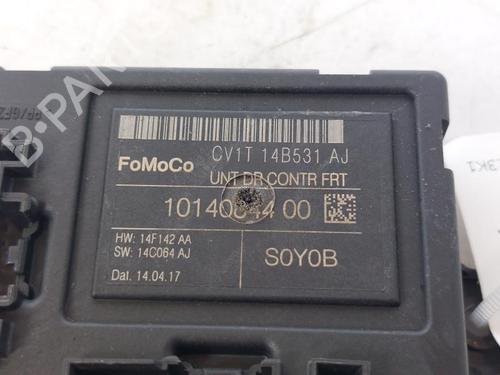 CV1T 14B531 AJ
FoMoCo
UNT DR CONTR FRT
00
HW: 14F142 AA
SW: 14C064 AJ
S0Y0B
Dat. 14.04.17